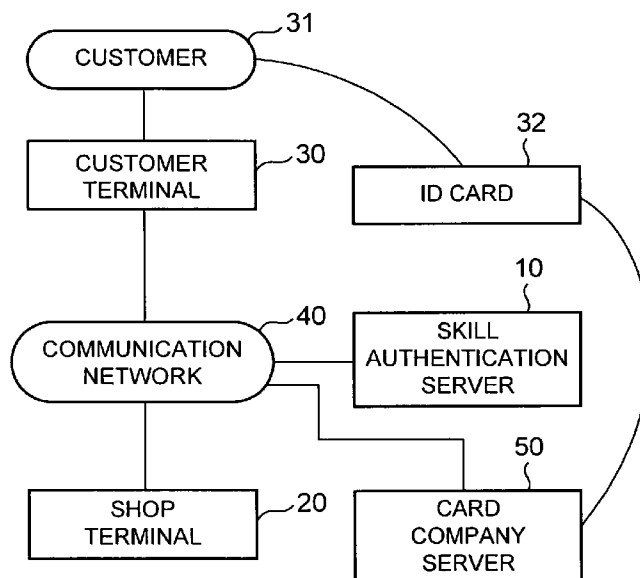 31
CUSTOMER
CUSTOMER
TERMINAL
30
32
ID CARD
10
40
COMMUNICATION
NETWORK
SKILL
AUTHENTICATION
SERVER
50
SHOP
TERMINAL
20
CARD
COMPANY
SERVER